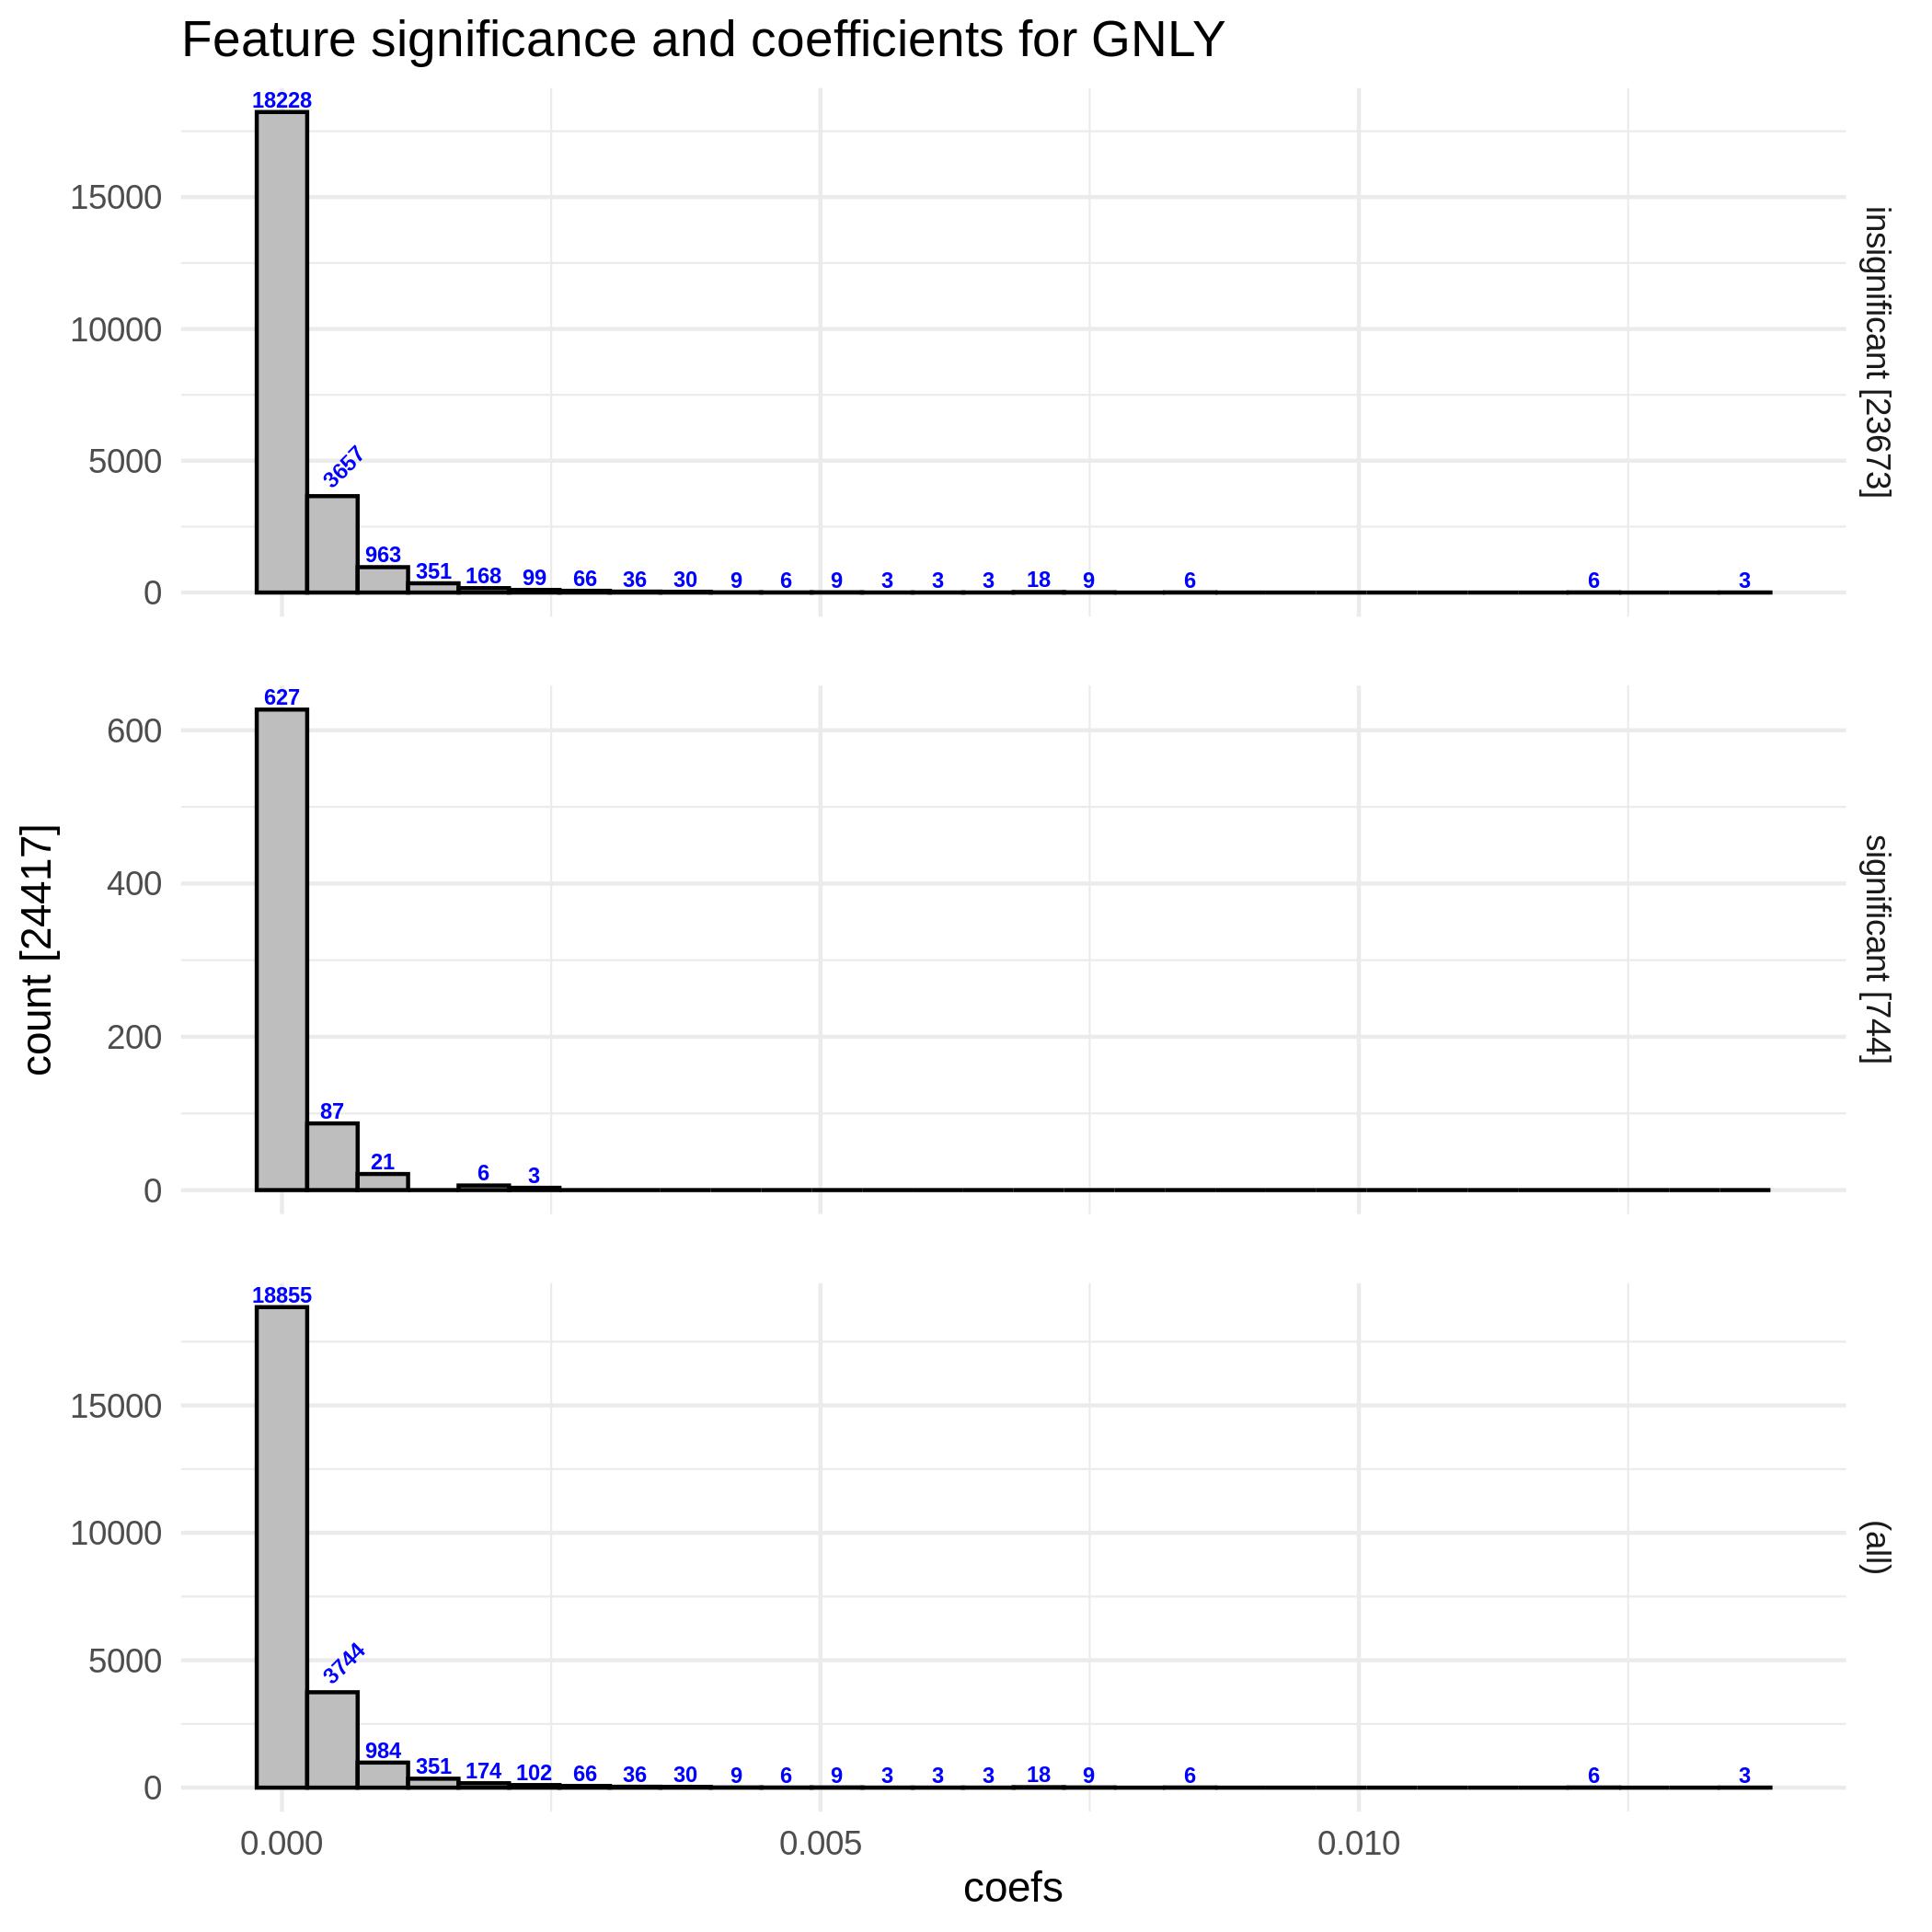 Feature significance and coefficients for GNLY
18228
15000
10000
5000
0
3657
963 351 168 99 66 36 30 9 6 9 3 3 3 18 9 6 6 3
insignificant [23673]
627
600
400
200
0
87
21
6 3
significant [744]
count [24417]
18855
15000
10000
5000
0
3744
984 351 174 102 66 36 30 9 6 9 3 3 3 18 9 6 6 3
(all)
0.000 0.005 0.010
coefs